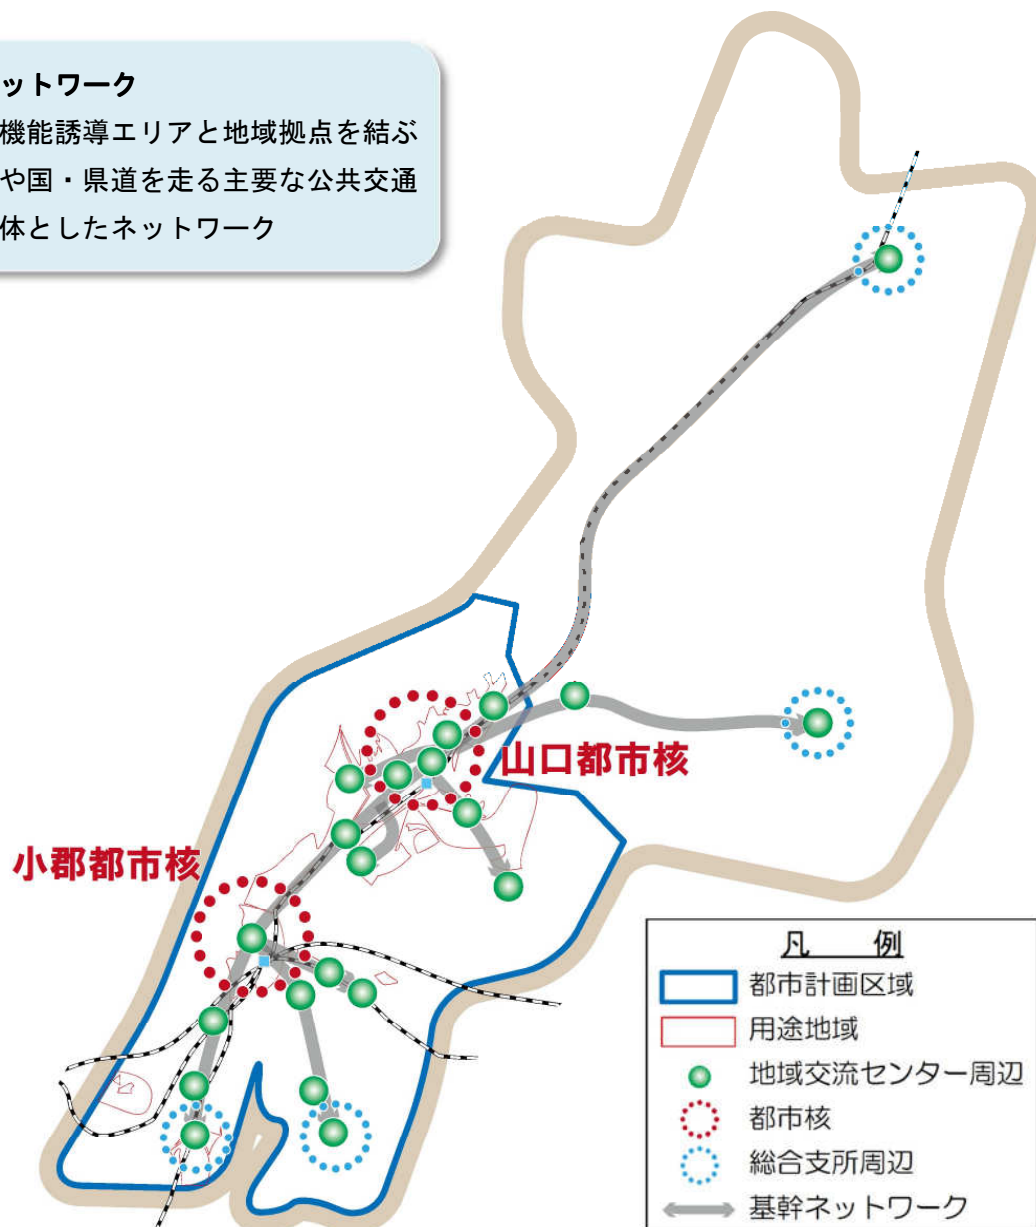 ットワーク
機能誘導エリアと地域拠点を結ぶ
や国・県道を走る主要な公共交通
体としたネットワーク
山口都市核
小郡都市核
凡 例
都市計画区域
用途地域
地域交流センター周辺
都市核
総合支所周辺
基幹ネットワーク